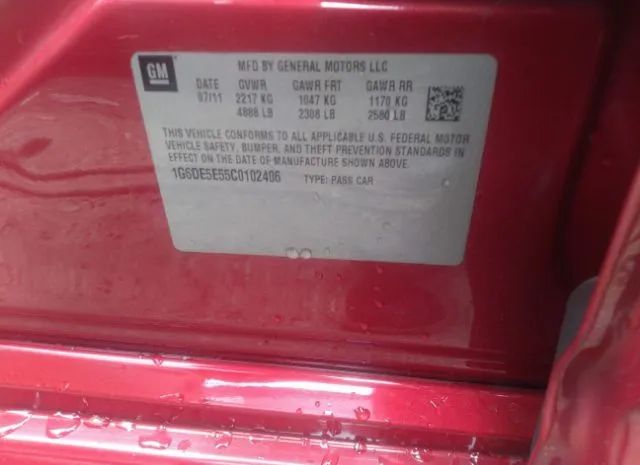 GM
MFD BY GENERAL MOTORS LLC
DATE GVWR GAWR FRT GAWR RR
07/11 2217 KG 1047 KG 1170 KG
4888 LB 2308 LB 2580 LB
THIS VEHICLE CONFORMS TO ALL APPLICABLE U.S. FEDERAL MOTOR
VEHICLE SAFETY, BUMPER, AND THEFT PREVENTION STANDARDS IN
EFFECT ON THE DATE OF MANUFACTURE SHOWN ABOVE.
1G6DE5E55C0102406 TYPE: PASS CAR